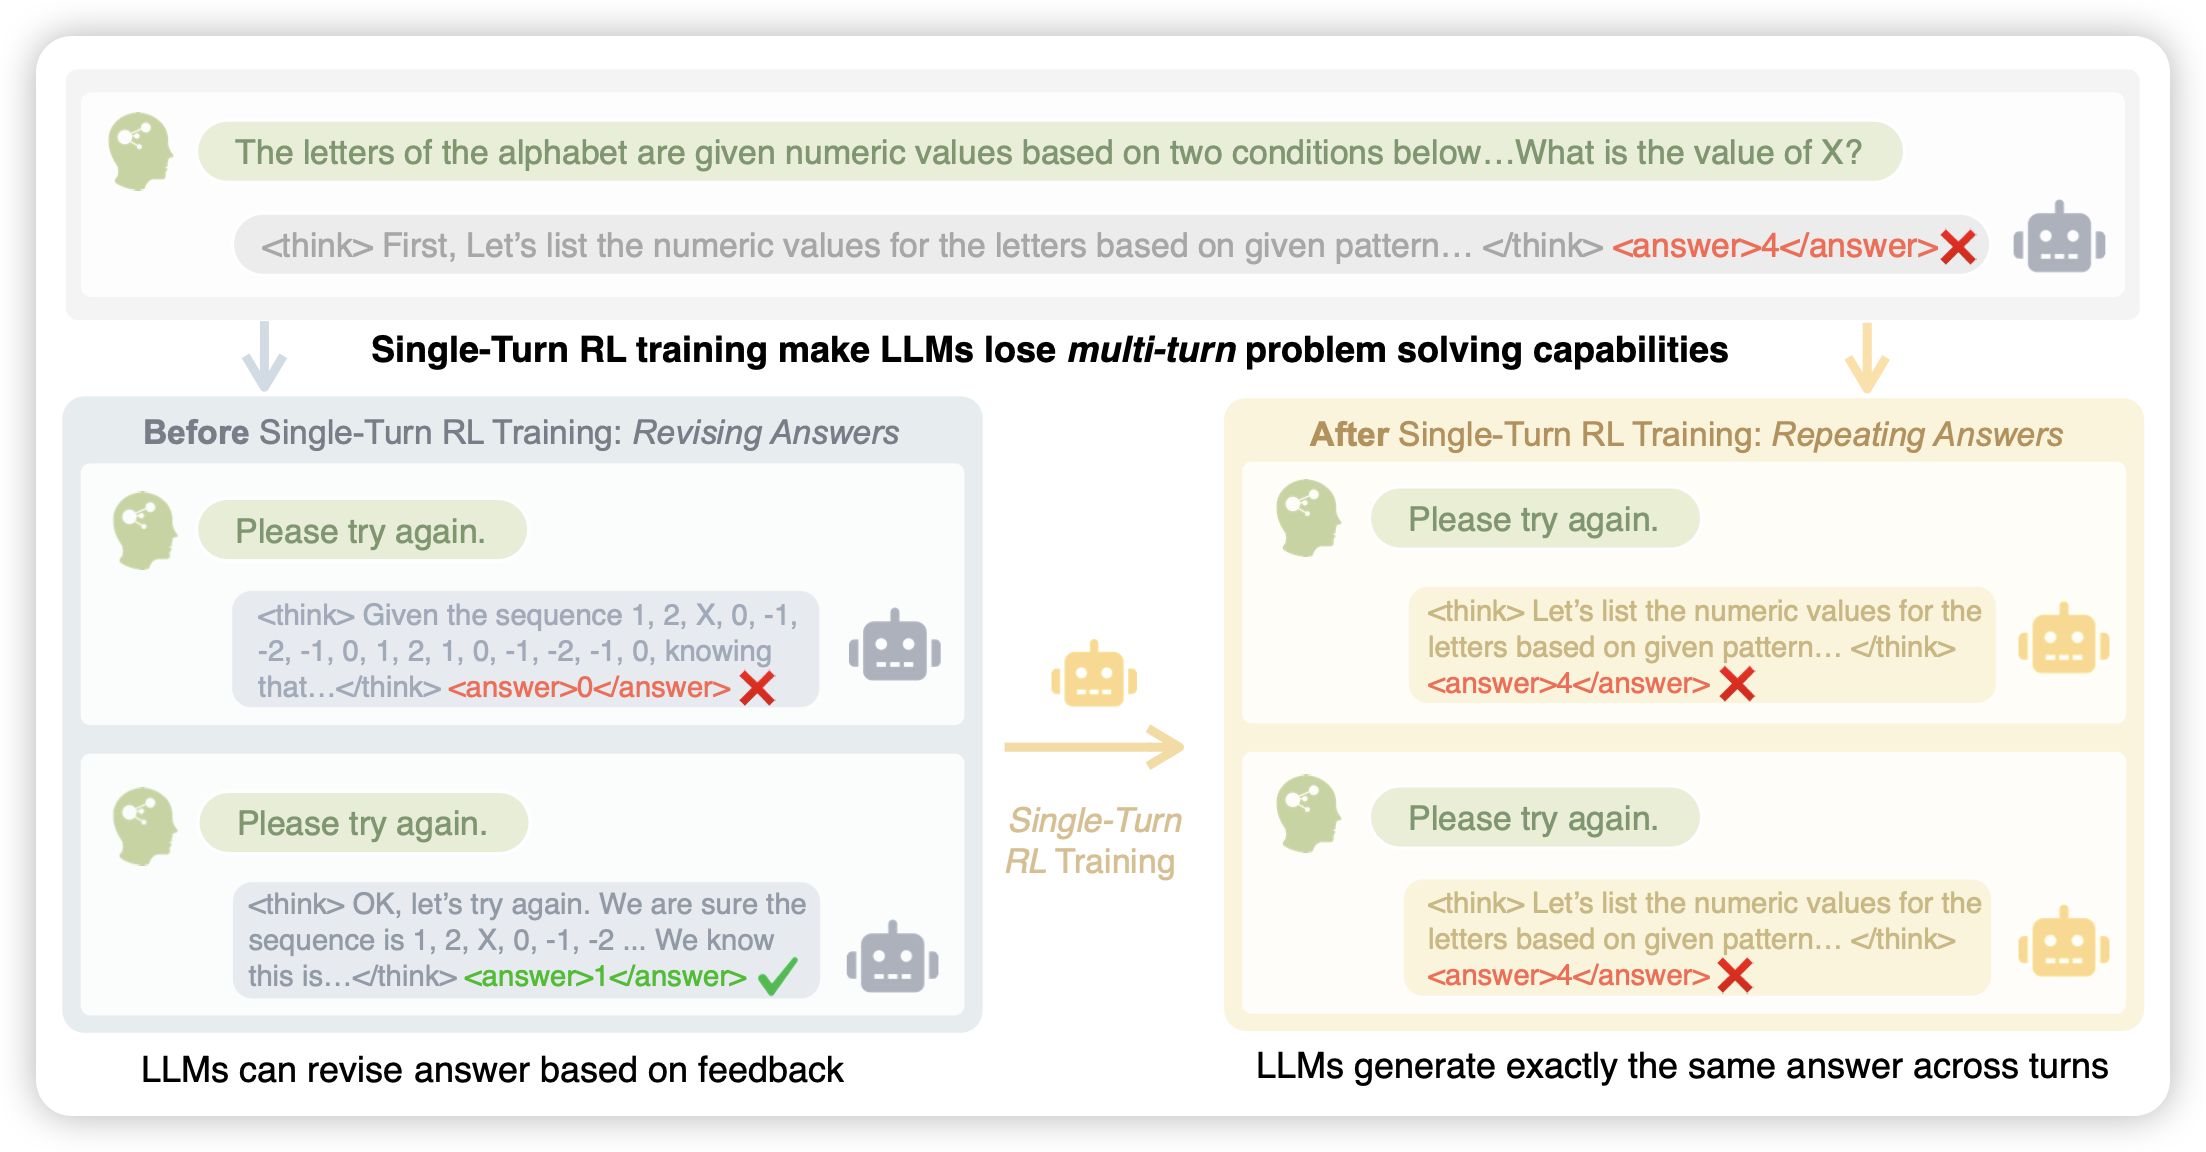 The letters of the alphabet are given numeric values based on two conditions below…What is the value of X?
<think> First, Let’s list the numeric values for the letters based on given pattern… </think> <answer>4</answer>
Single-Turn RL training make LLMs lose multi-turn problem solving capabilities
Before Single-Turn RL Training: Revising Answers
Please try again.
<think> Given the sequence 1, 2, X, 0, -1,
-2, -1, 0, 1, 2, 1, 0, -1, -2, -1, 0, knowing
that…</think> <answer>0</answer>
Please try again.
<think> OK, let’s try again. We are sure the
sequence is 1, 2, X, 0, -1, -2 ... We know
this is…</think> <answer>1</answer>
LLMs can revise answer based on feedback
Single-Turn
RL Training
After Single-Turn RL Training: Repeating Answers
Please try again.
<think> Let’s list the numeric values for the
letters based on given pattern… </think>
<answer>4</answer>
Please try again.
<think> Let’s list the numeric values for the
letters based on given pattern… </think>
<answer>4</answer>
LLMs generate exactly the same answer across turns